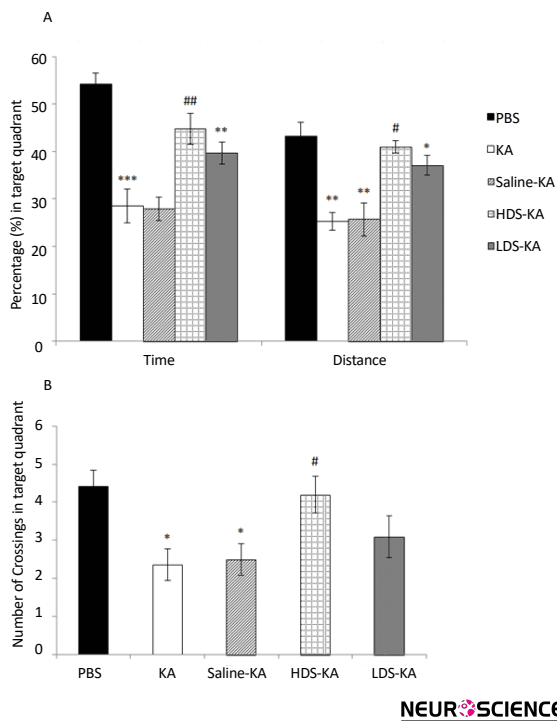 A
60
50
40
30
20
10
0
Percentage (%) in target quadrant
***
##
**
**
**
#
*
Time
Distance
PBS
KA
Saline-KA
HDS-KA
LDS-KA
B
6
5
4
3
2
1
0
Number of Crossings in target quadrant
*
*
#
PBS
KA
Saline-KA
HDS-KA
LDS-KA
NEUROSCIENCE